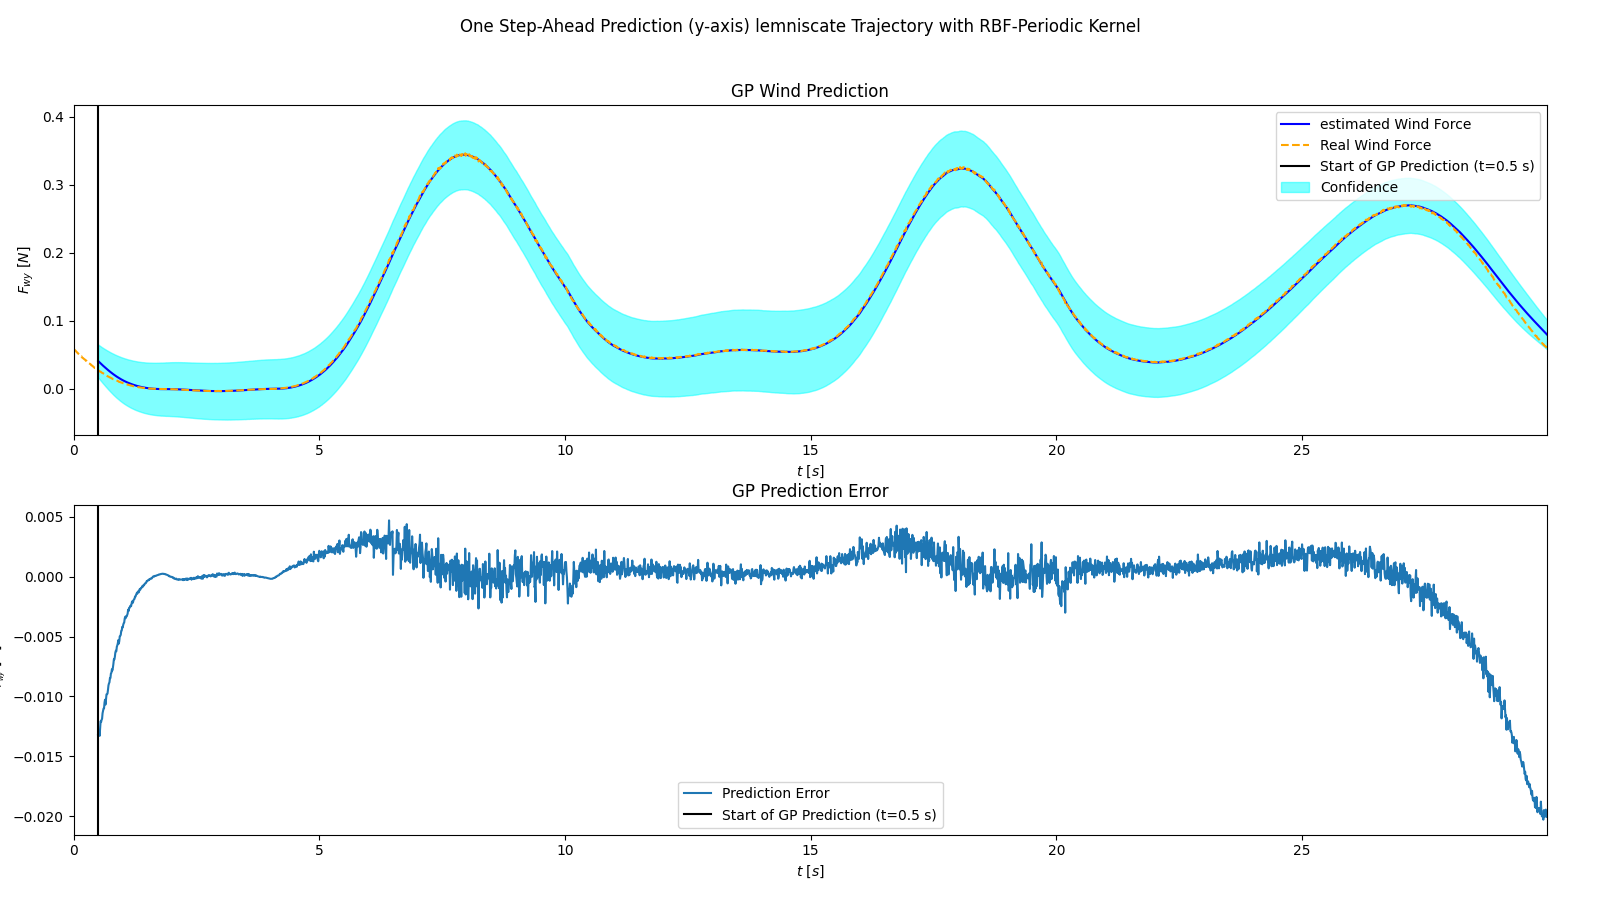 One Step-Ahead Prediction (y-axis) lemniscate Trajectory with RBF-Periodic Kernel
GP Wind Prediction
0.4
0.3
0.2
0.1
0.0
F_wy [N]
estimated Wind Force
Real Wind Force
Start of GP Prediction (t=0.5 s)
Confidence
0 5 10 15 20 25
t [s]
GP Prediction Error
0.005
0.000
−0.005
−0.010
−0.015
−0.020
Prediction Error
Start of GP Prediction (t=0.5 s)
0 5 10 15 20 25
t [s]